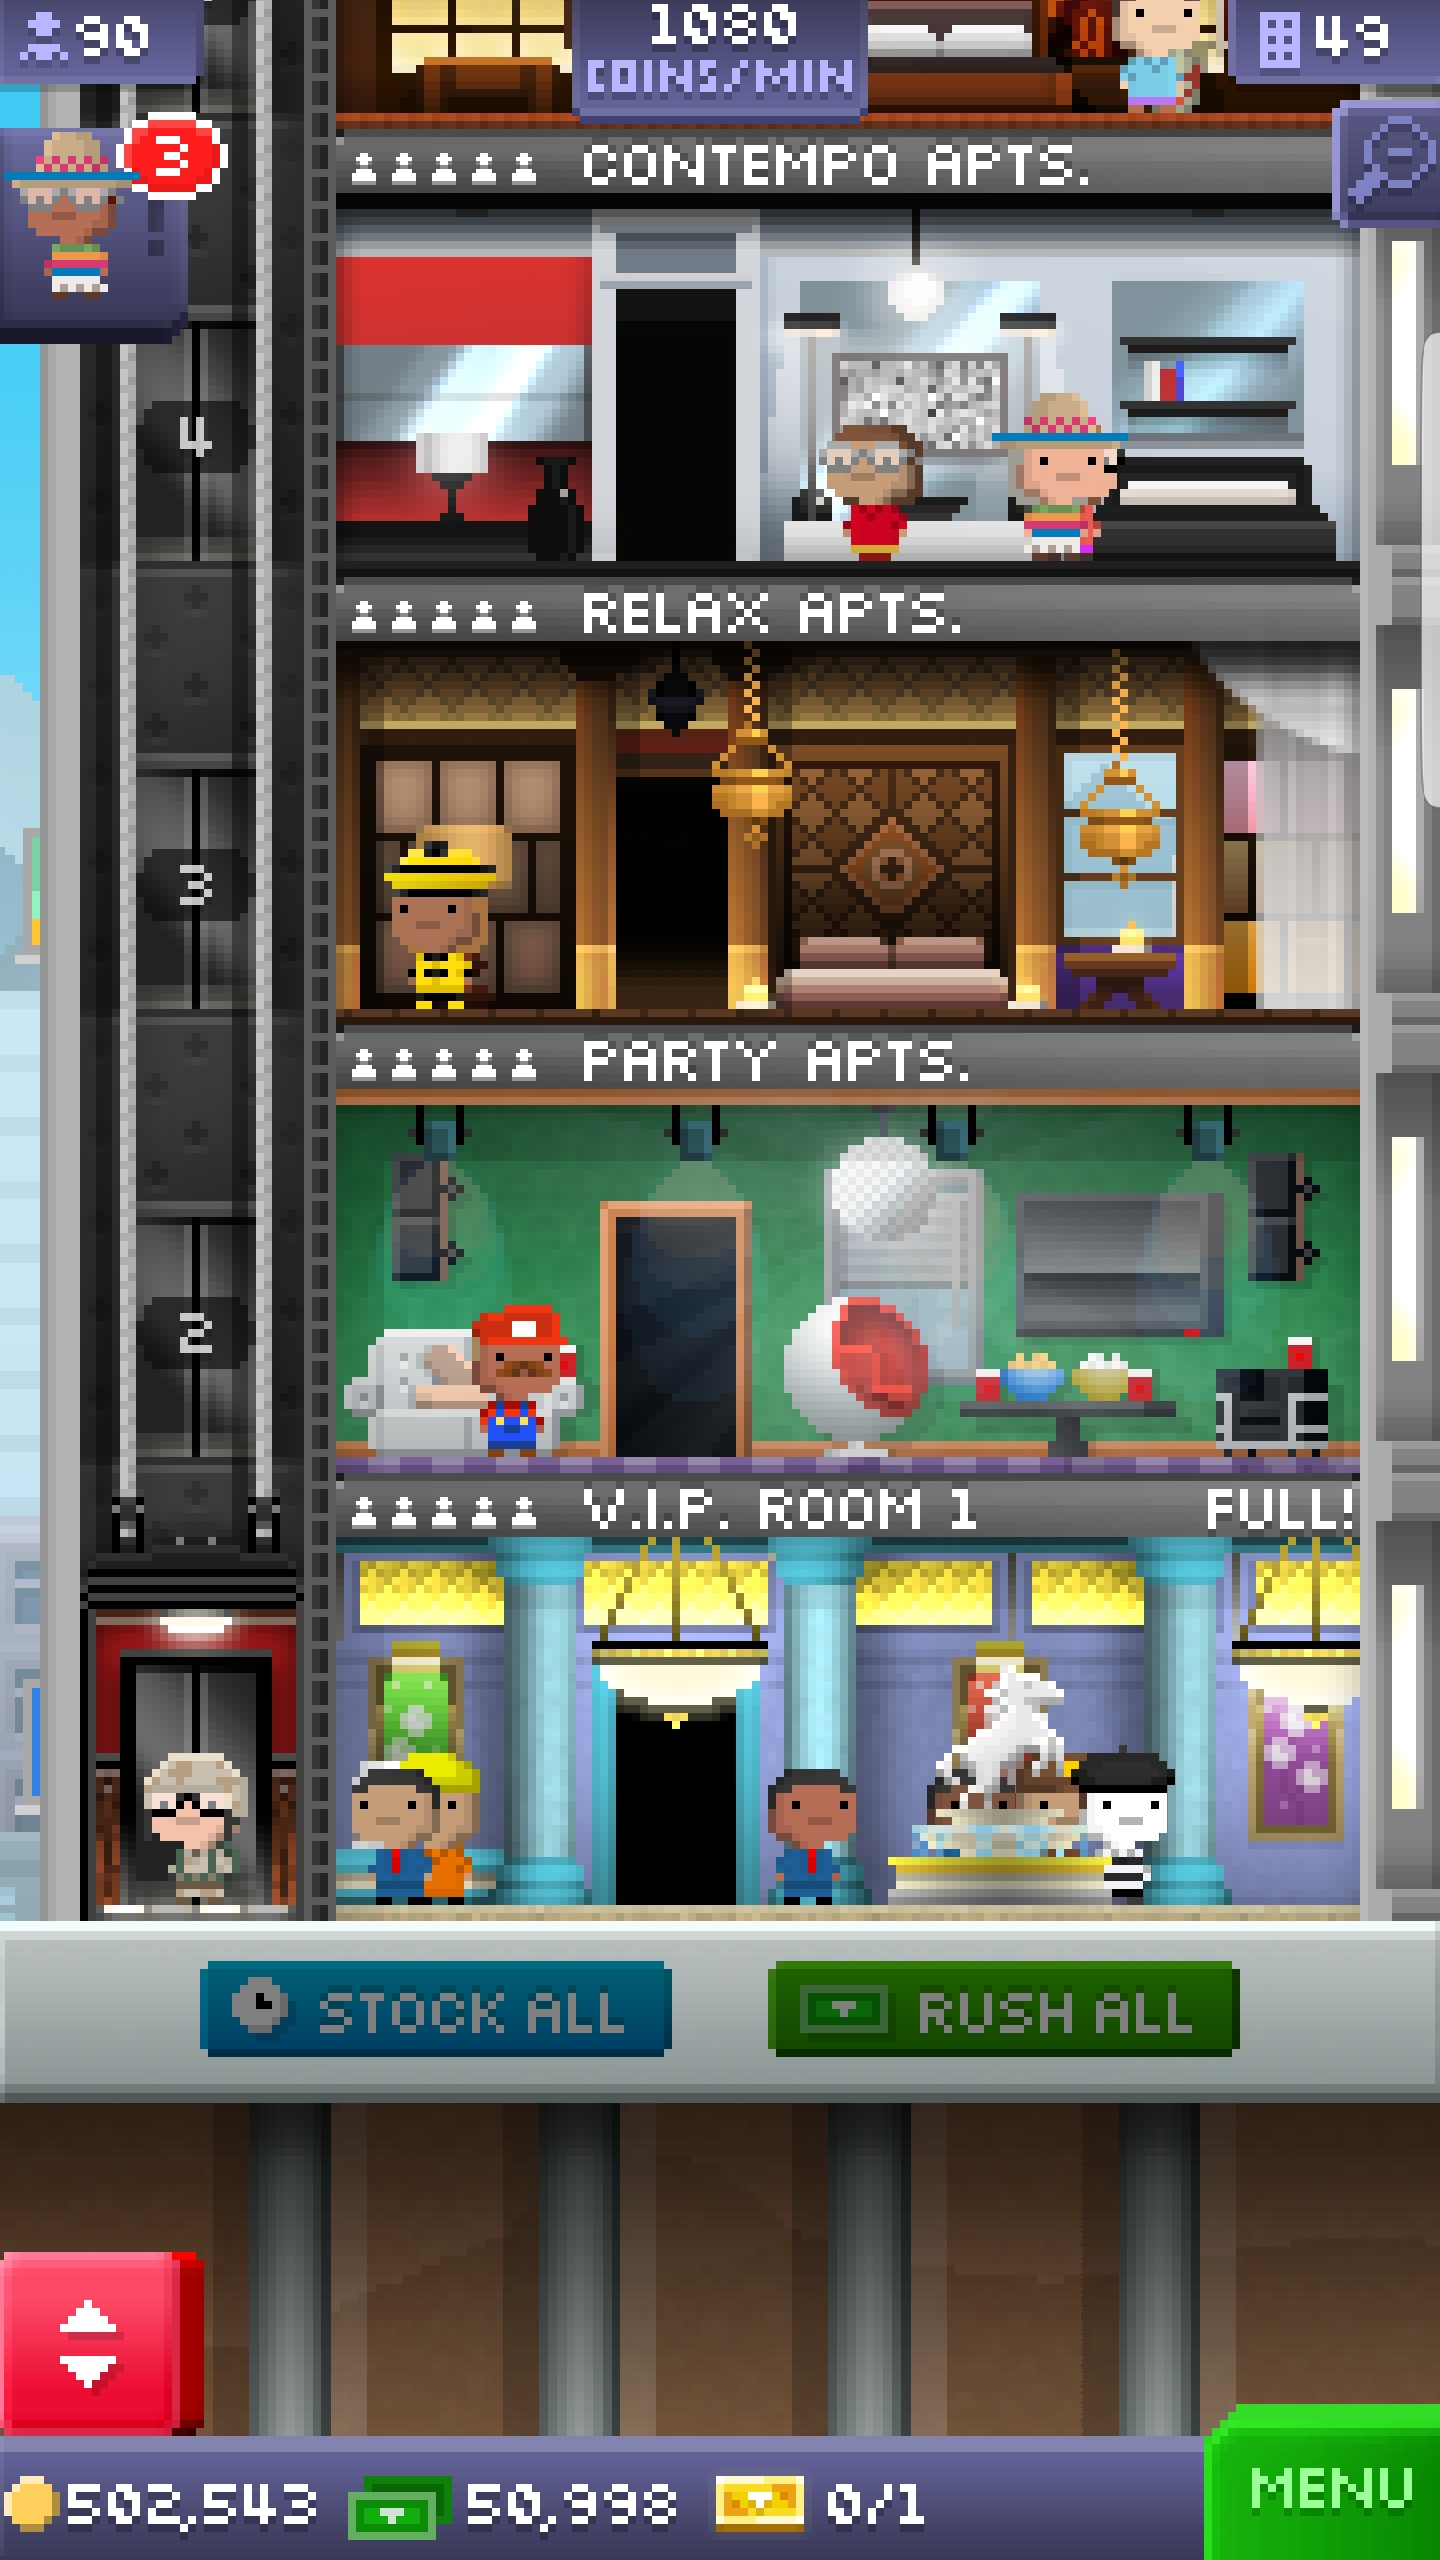 90
1080
COINS/MIN
49
3
CONTEMPO APTS.
4
RELAX APTS.
3
PARTY APTS.
2
V.I.P. ROOM 1 FULL!
STOCK ALL
RUSH ALL
502,543
50,998
0/1
MENU